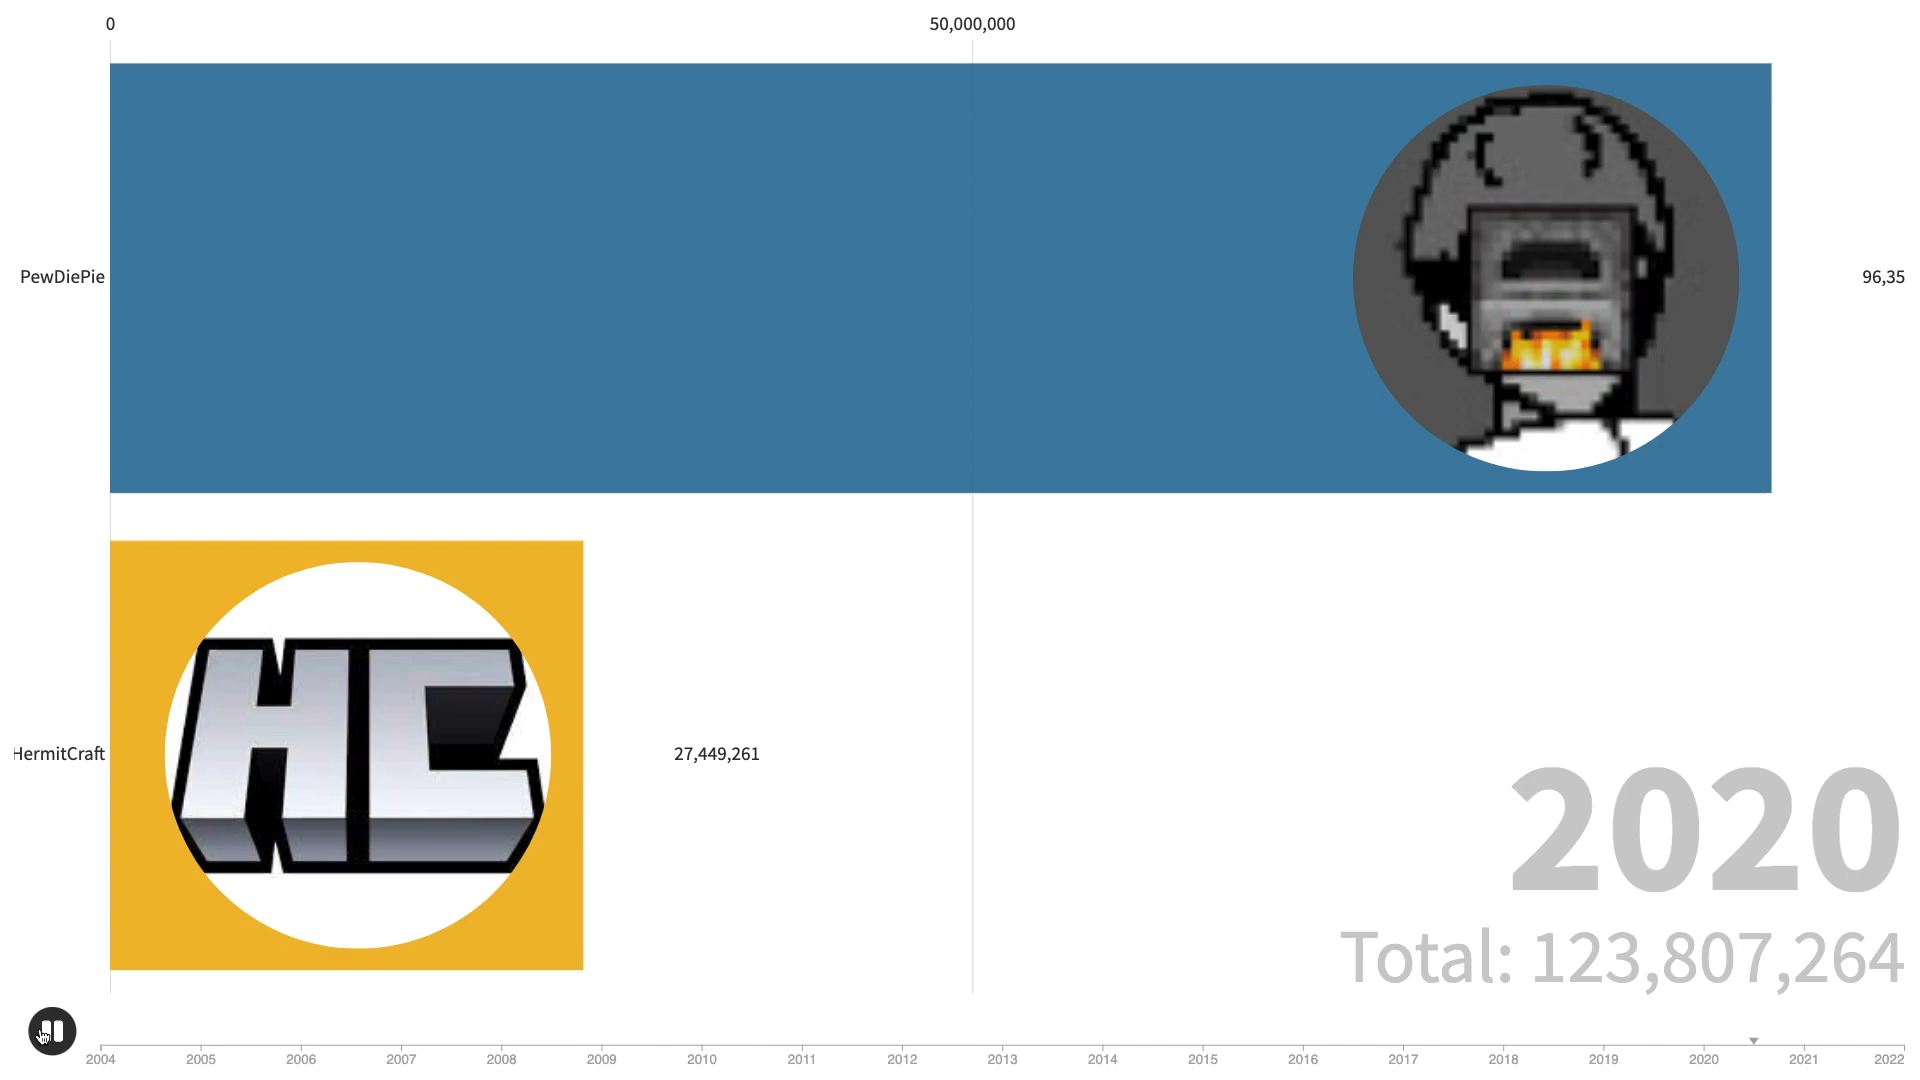 0 50,000,000
PewDiePie 96,35
HC
HermitCraft 27,449,261
2020
Total: 123,807,264
2004 2005 2006 2007 2008 2009 2010 2011 2012 2013 2014 2015 2016 2017 2018 2019 2020 2021 2022